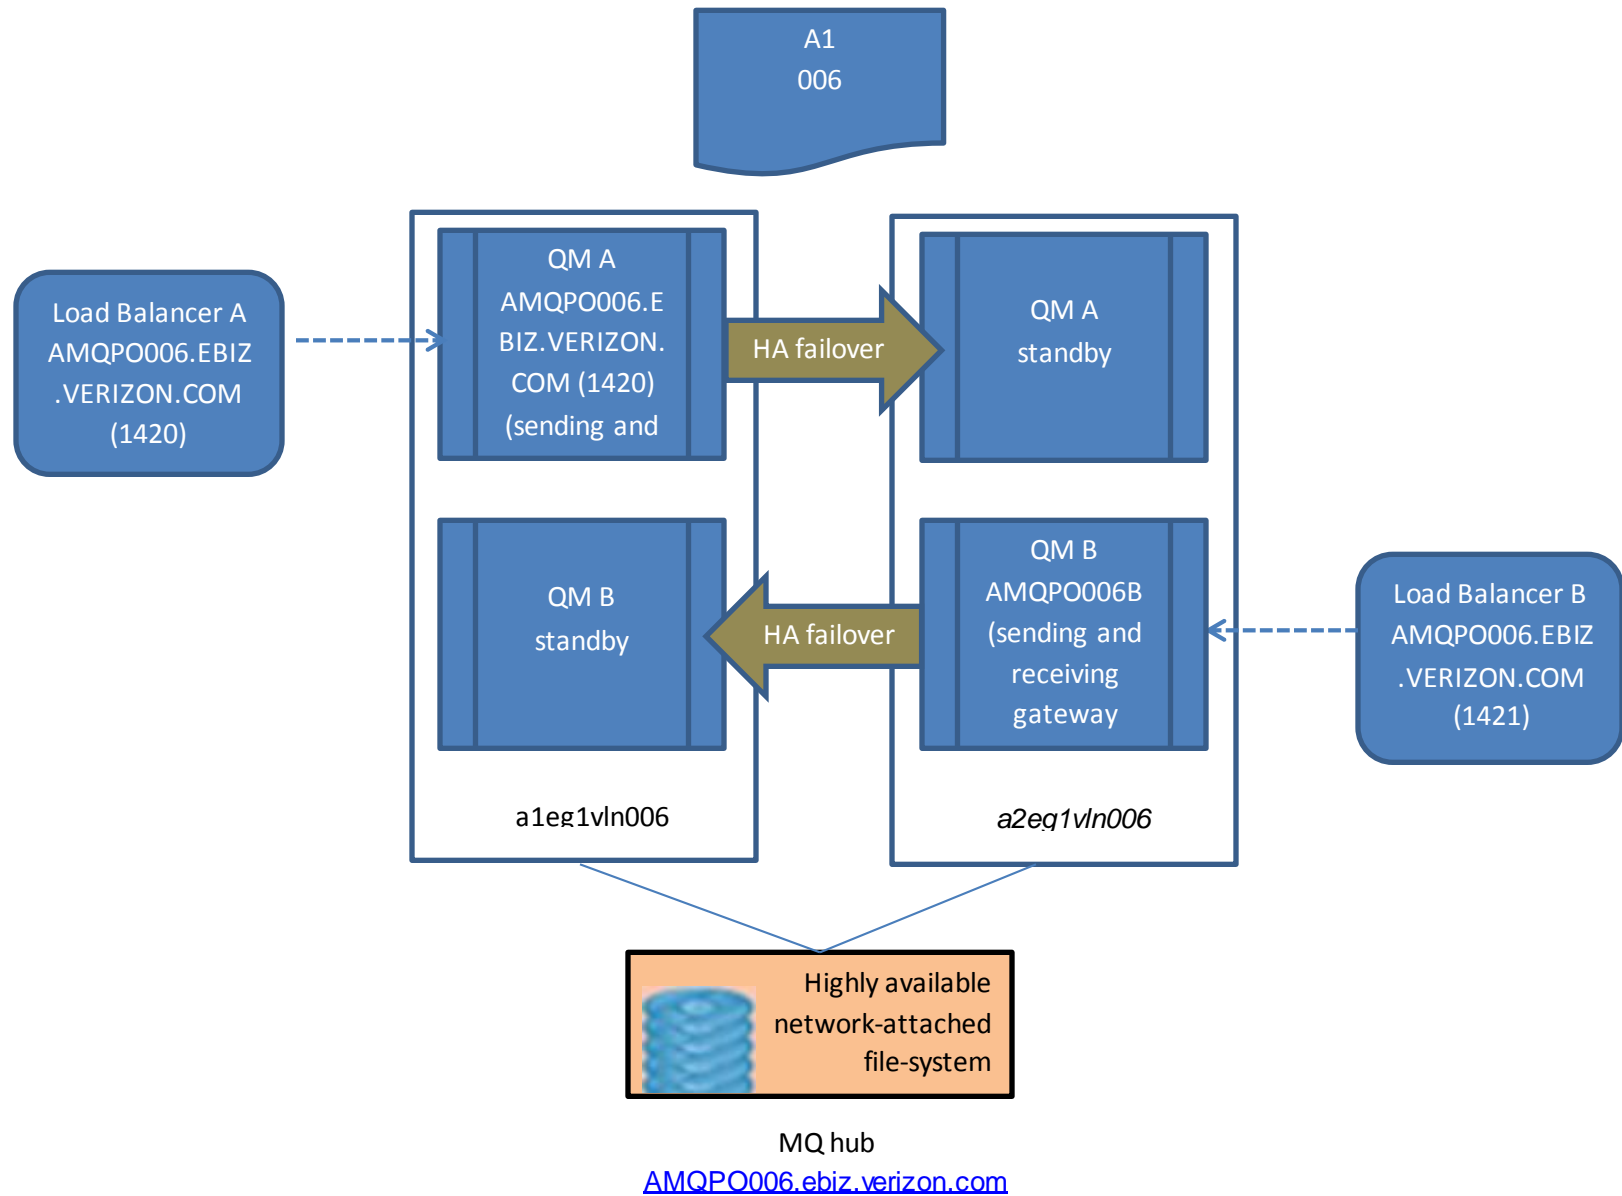 A1
006
Load Balancer A
AMQPO006.EBIZ
.VERIZON.COM
(1420)
QM A
AMQPO006.E
BIZ.VERIZON.
COM (1420)
(sending and
HA failover
QM A
standby
QM B
standby
HA failover
QM B
AMQPO006B
(sending and
receiving
gateway
Load Balancer B
AMQPO006.EBIZ
.VERIZON.COM
(1421)
a1eg1vln006
a2eg1vln006
Highly available
network-attached
file-system
MQ hub
AMQPO006.ebiz.verizon.com